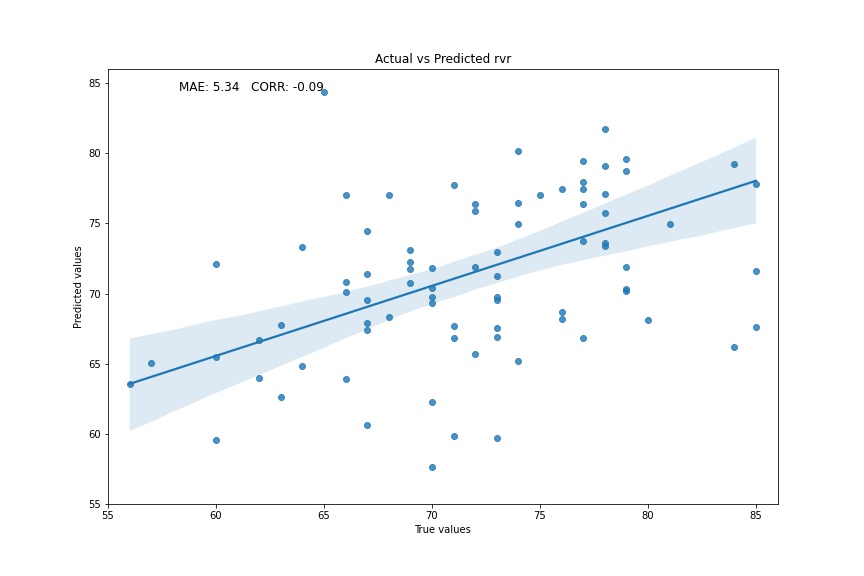 Actual vs Predicted rvr
MAE: 5.34   CORR: -0.09
85
80
75
70
65
60
55
Predicted values
55 60 65 70 75 80 85
True values